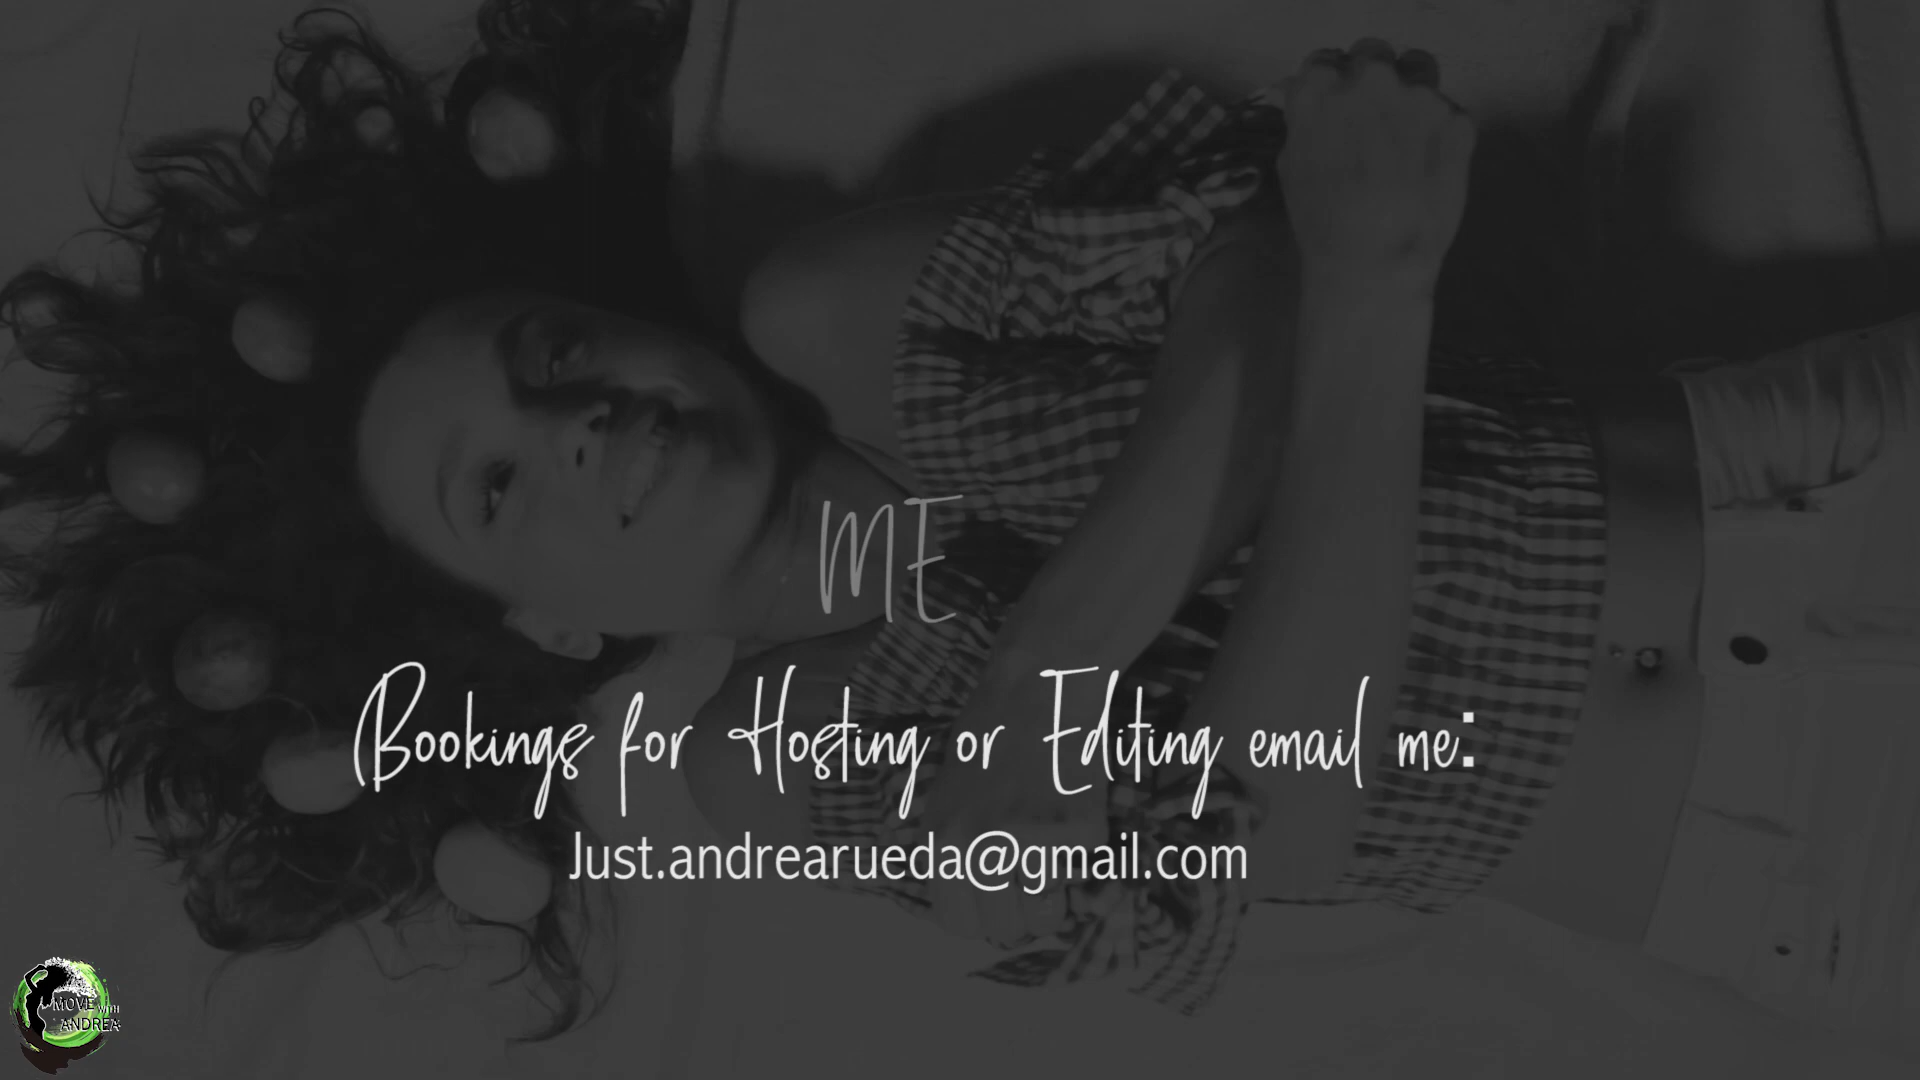 ME
Bookings for Hosting or Editing email me:
Just.andrearueda@gmail.com
MOVE WITH
ANDREA